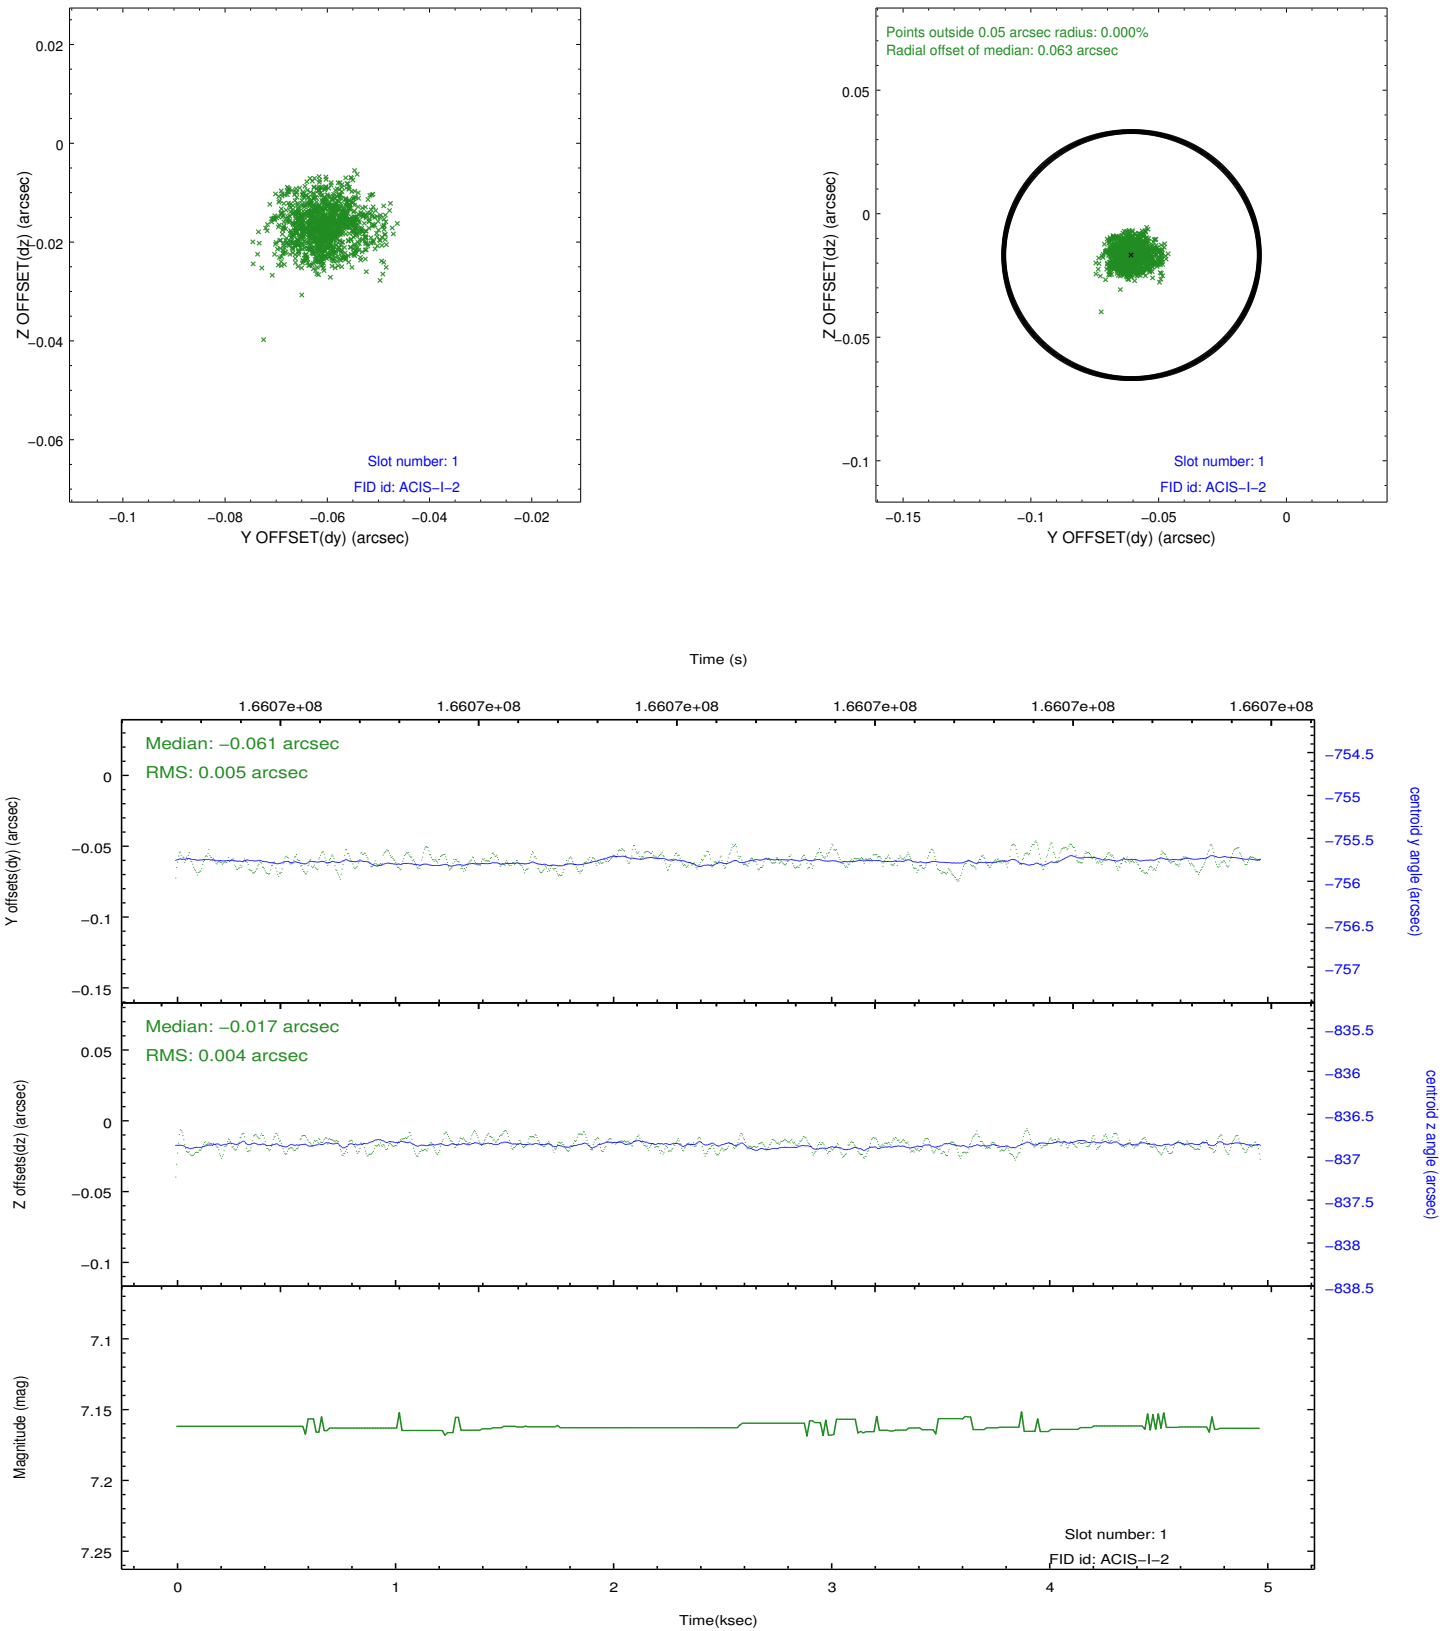 0.02
0
−0.02
−0.04
−0.06
Z OFFSET(dz) (arcsec)
Slot number: 1
FID id: ACIS−I−2
−0.1
−0.08
−0.06
−0.04
−0.02
Y OFFSET(dy) (arcsec)
Points outside 0.05 arcsec radius: 0.000%
Radial offset of median: 0.063 arcsec
0.05
0
−0.05
−0.1
Z OFFSET(dz) (arcsec)
Slot number: 1
FID id: ACIS−I−2
−0.15
−0.1
−0.05
0
Y OFFSET(dy) (arcsec)
Time (s)
1.6607e+08
1.6607e+08
1.6607e+08
1.6607e+08
1.6607e+08
1.6607e+08
Median: −0.061 arcsec
RMS: 0.005 arcsec
0
−0.05
−0.1
−0.15
Y offsets(dy) (arcsec)
−754.5
−755
−755.5
−756
−756.5
−757
centroid y angle (arcsec)
Median: −0.017 arcsec
RMS: 0.004 arcsec
0.05
0
−0.05
−0.1
Z offsets(dz) (arcsec)
−835.5
−836
−836.5
−837
−837.5
−838
−838.5
centroid z angle (arcsec)
7.1
7.15
7.2
7.25
Magnitude (mag)
Slot number: 1
FID id: ACIS−I−2
0
1
2
3
4
5
Time(ksec)